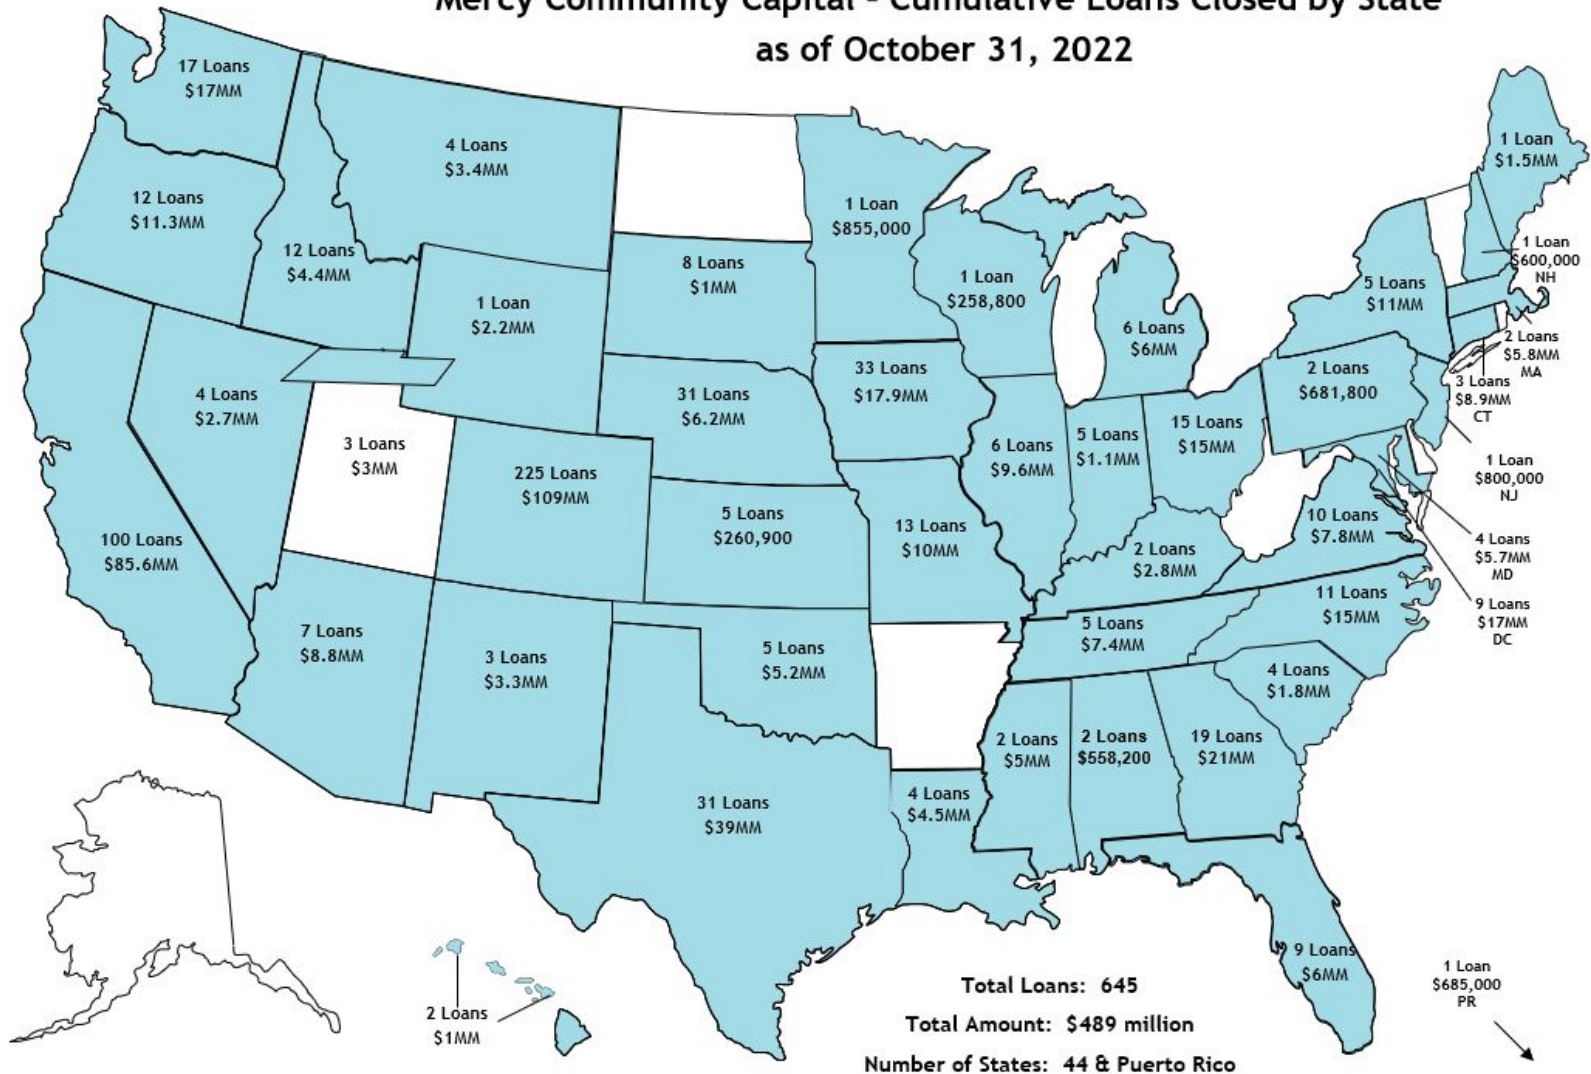 Mercy Community Capital - Cumulative Loans Closed by State
as of October 31, 2022
17 Loans
$17MM
4 Loans
$3.4MM
12 Loans
$11.3MM
12 Loans
$4.4MM
1 Loan
$2.2MM
8 Loans
$1MM
1 Loan
$855,000
1 Loan
$258,800
6 Loans
$6MM
5 Loans
$11MM
1 Loan
$1.5MM
1 Loan
$600,000
NH
2 Loans
$5.8MM
MA
3 Loans
$8.9MM
CT
4 Loans
$2.7MM
3 Loans
$3MM
225 Loans
$109MM
31 Loans
$6.2MM
33 Loans
$17.9MM
6 Loans
$9.6MM
5 Loans
$1.1MM
15 Loans
$15MM
2 Loans
$681,800
1 Loan
$800,000
NJ
100 Loans
$85.6MM
5 Loans
$260,900
13 Loans
$10MM
2 Loans
$2.8MM
10 Loans
$7.8MM
4 Loans
$5.7MM
MD
9 Loans
$17MM
DC
7 Loans
$8.8MM
3 Loans
$3.3MM
5 Loans
$5.2MM
5 Loans
$7.4MM
11 Loans
$15MM
4 Loans
$1.8MM
31 Loans
$39MM
4 Loans
$4.5MM
2 Loans
$5MM
2 Loans
$558,200
19 Loans
$21MM
9 Loans
$6MM
2 Loans
$1MM
1 Loan
$685,000
PR
Total Loans: 645
Total Amount: $489 million
Number of States: 44 & Puerto Rico